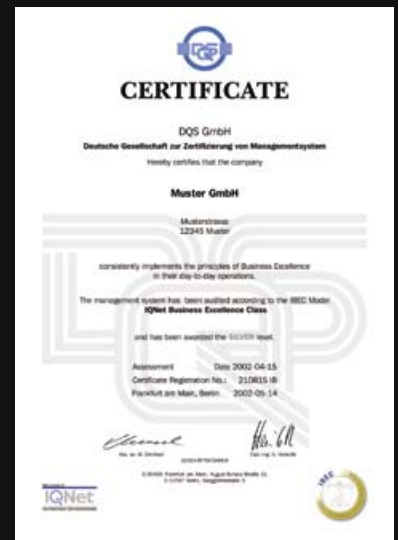 DQS
CERTIFICATE
DQS GmbH
Deutsche Gesellschaft zur Zertifizierung von Managementsystem
Hereby certifies that the company
Muster GmbH
Musterstrasse
12345 Muster
consistently implements the principles of Business Excellence
in their day-to-day operations.
The management system has been audited according to the IBEC Model
IQNet Business Excellence Class
and has been awarded the SILVER level.
Assessment Date 2002-04-15
Certificate Registration No.: 210815 IB
Frankfurt am Main, Berlin 2002-05-14
IQNet
IBEC